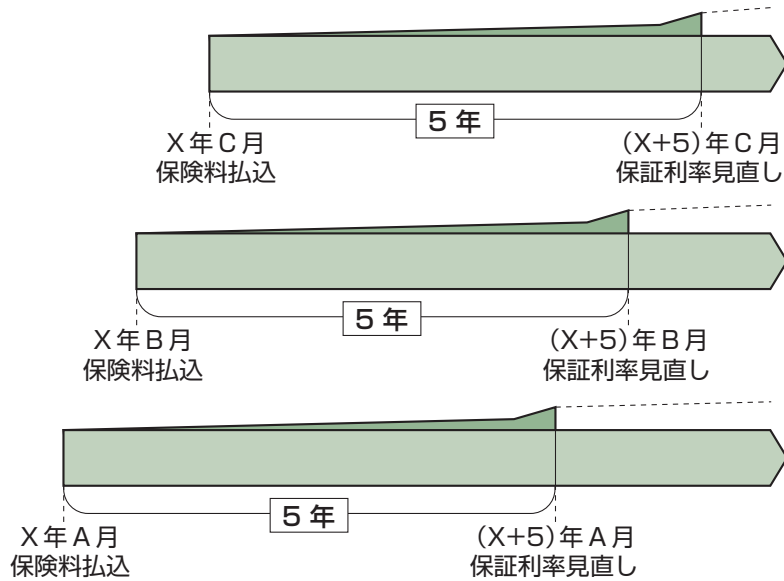 5年
X年C月
保険料払込
(X+5)年C月
保証利率見直し
5年
X年B月
保険料払込
(X+5)年B月
保証利率見直し
5年
X年A月
保険料払込
(X+5)年A月
保証利率見直し